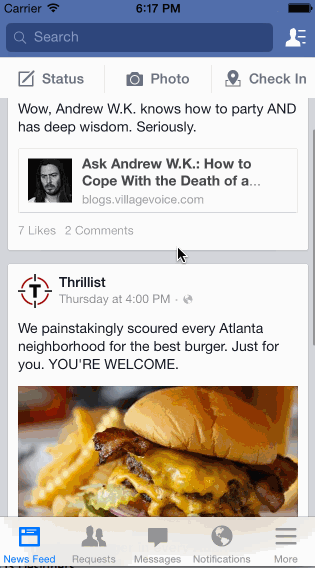 Carrier 6:17 PM
Search
Status Photo Check In
Wow, Andrew W.K. knows how to party AND
has deep wisdom. Seriously.
Ask Andrew W.K.: How to
Cope With the Death of a...
blogs.villagevoice.com
7 Likes 2 Comments
T
Thrillist
Thursday at 4:00 PM ·
We painstakingly scoured every Atlanta
neighborhood for the best burger. Just for
you. YOU'RE WELCOME.
News Feed Requests Messages Notifications More